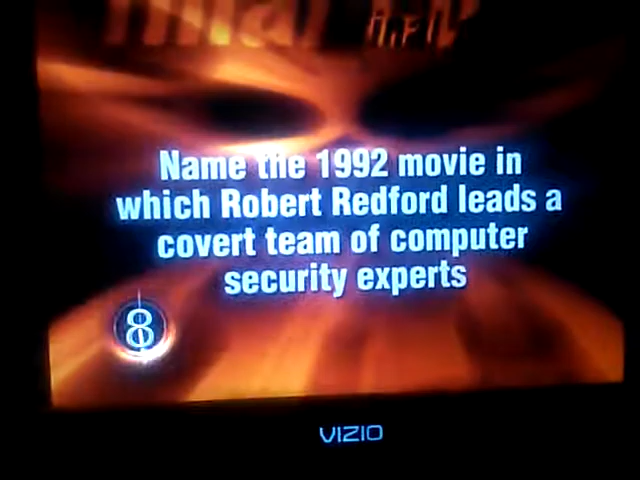 Name the 1992 movie in
which Robert Redford leads a
covert team of computer
security experts
8
VIZIO